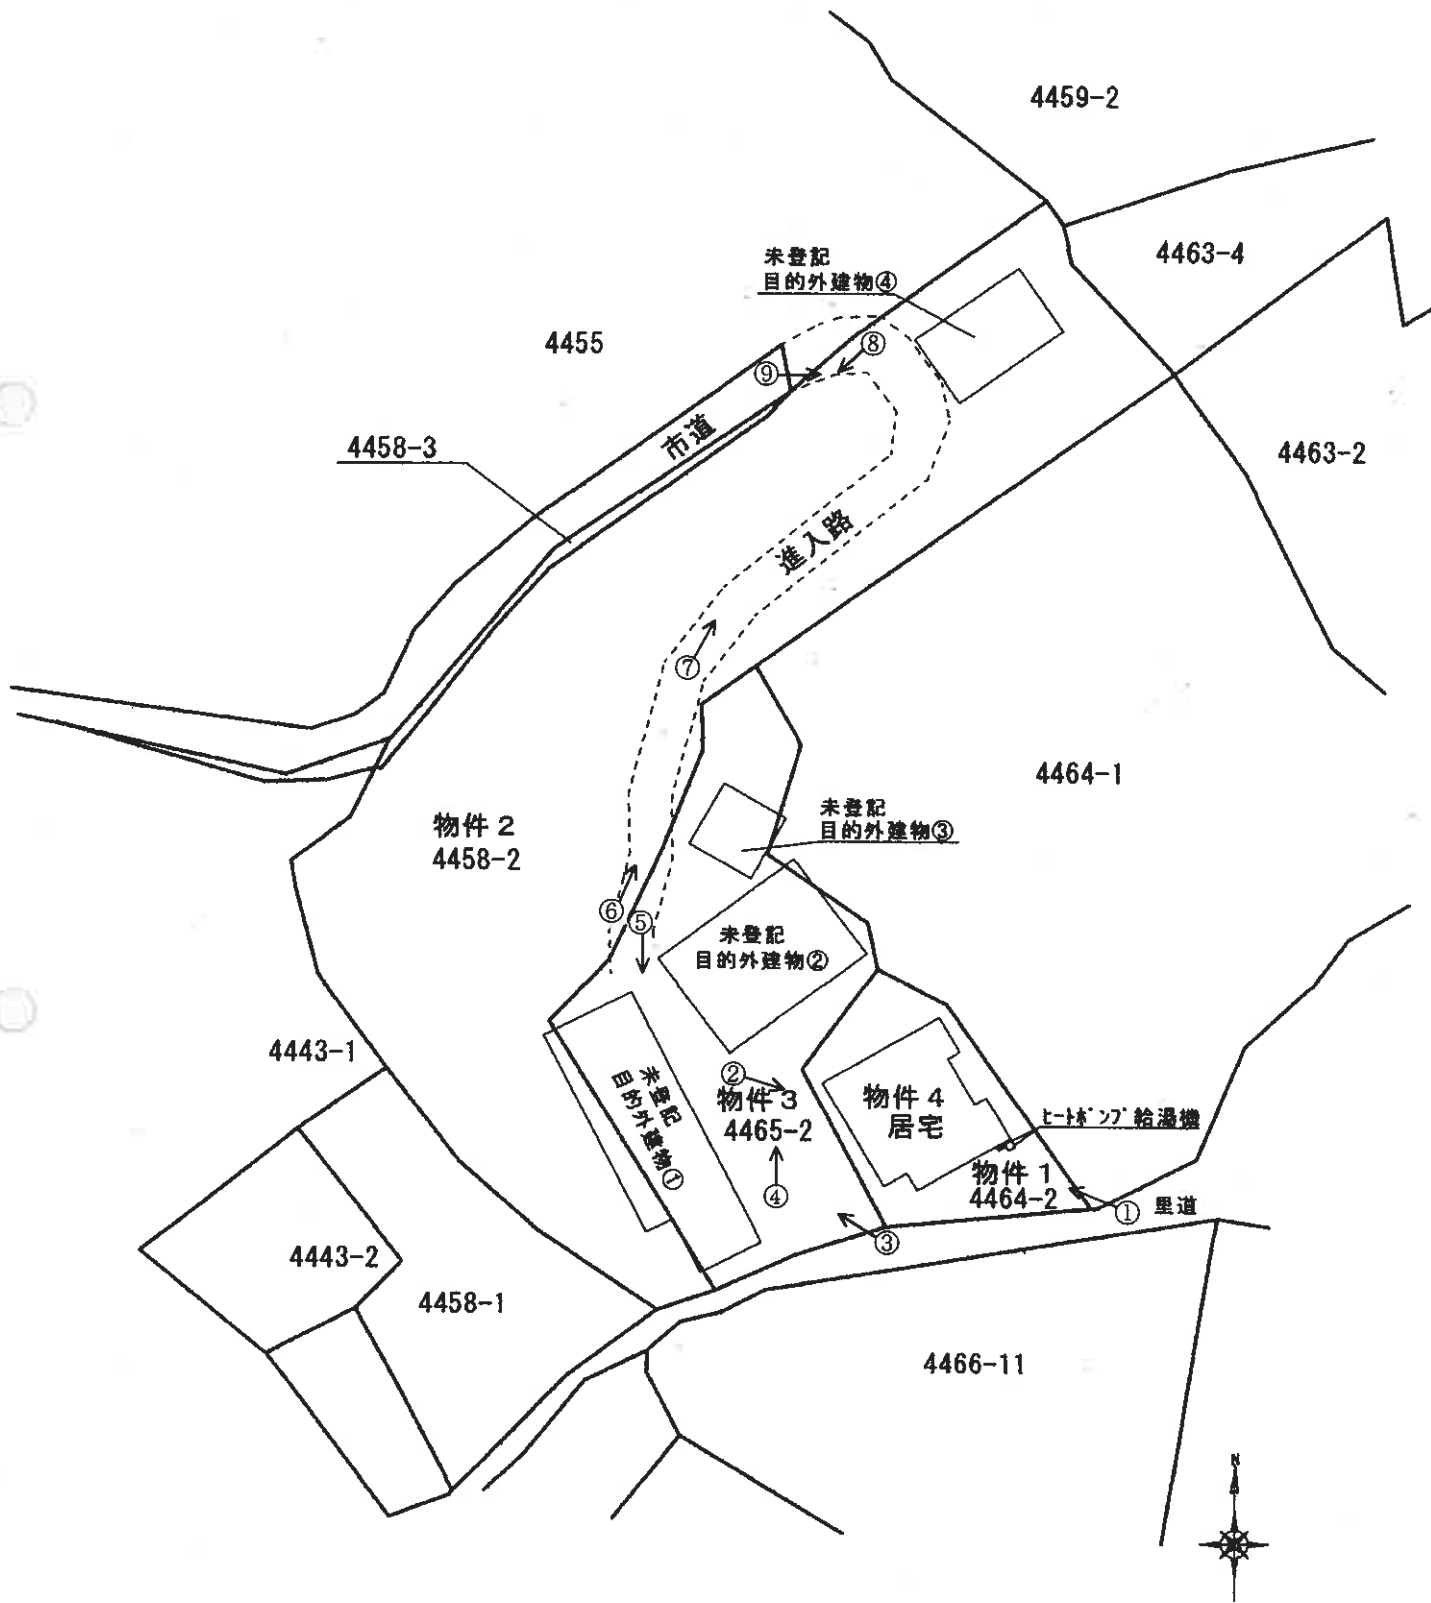 4459-2
4463-4
未登記
目的外建物④
4455
⑧
⑨
市道
4458-3
4463-2
進入路
⑦
4464-1
物件2
4458-2
未登記
目的外建物③
⑥
⑤
未登記
目的外建物②
4443-1
未登記
目的外建物①
②
物件3
4465-2
物件4
居宅
ヒートポンプ給湯機
物件1
4464-2
④
①
里道
③
4443-2
4458-1
4466-11
N